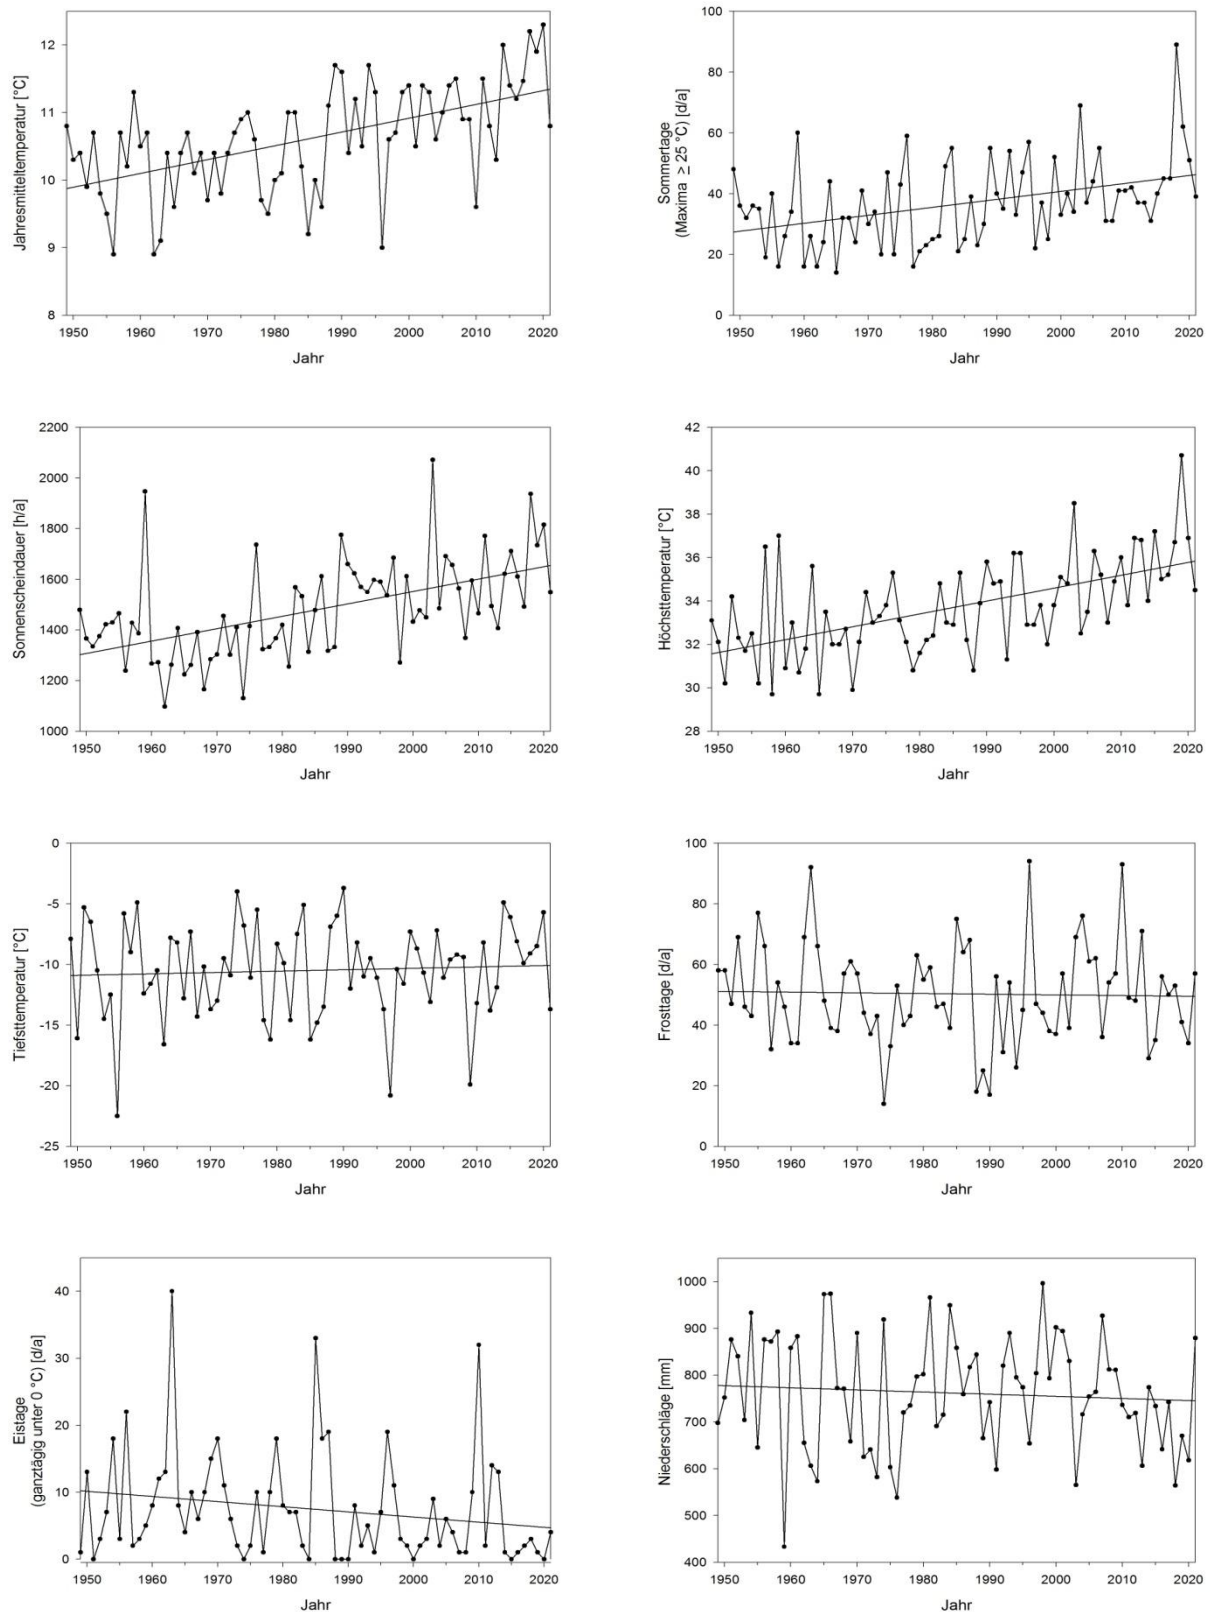 Jahresmitteltemperatur [°C]
12
11
10
9
8
1950 1960 1970 1980 1990 2000 2010 2020
Jahr
Sommertage
(Maxima ≥ 25 °C) [d/a]
100
80
60
40
20
0
1950 1960 1970 1980 1990 2000 2010 2020
Jahr
Sonnenscheindauer [h/a]
2200
2000
1800
1600
1400
1200
1000
1950 1960 1970 1980 1990 2000 2010 2020
Jahr
Höchsttemperatur [°C]
42
40
38
36
34
32
30
28
1950 1960 1970 1980 1990 2000 2010 2020
Jahr
Tiefsttemperatur [°C]
0
-5
-10
-15
-20
-25
1950 1960 1970 1980 1990 2000 2010 2020
Jahr
Frosttage [d/a]
100
80
60
40
20
0
1950 1960 1970 1980 1990 2000 2010 2020
Jahr
Eistage
(ganztägig unter 0 °C) [d/a]
40
30
20
10
0
1950 1960 1970 1980 1990 2000 2010 2020
Jahr
Niederschläge [mm]
1000
900
800
700
600
500
400
1950 1960 1970 1980 1990 2000 2010 2020
Jahr